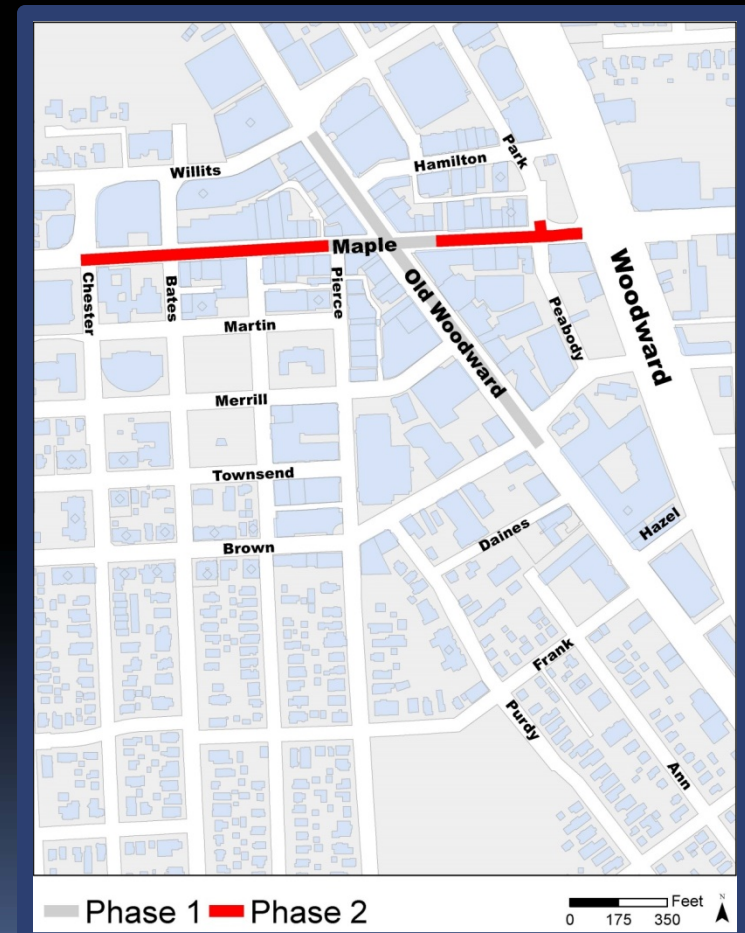 Willits
Hamilton
Park
Maple
Chester
Bates
Pierce
Old Woodward
Woodward
Peabody
Martin
Merrill
Townsend
Brown
Daines
Hazel
Frank
Purdy
Ann
Phase 1 Phase 2
Feet
0 175 350
N